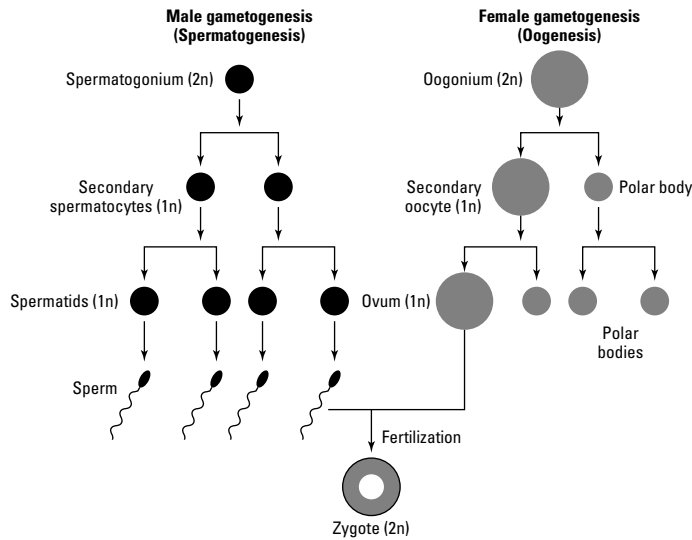 Male gametogenesis
(Spermatogenesis)
Female gametogenesis
(Oogenesis)
Spermatogonium (2n)
Oogonium (2n)
Secondary
spermatocytes (1n)
Secondary
oocyte (1n)
Polar body
Spermatids (1n)
Ovum (1n)
Polar
bodies
Sperm
Fertilization
Zygote (2n)